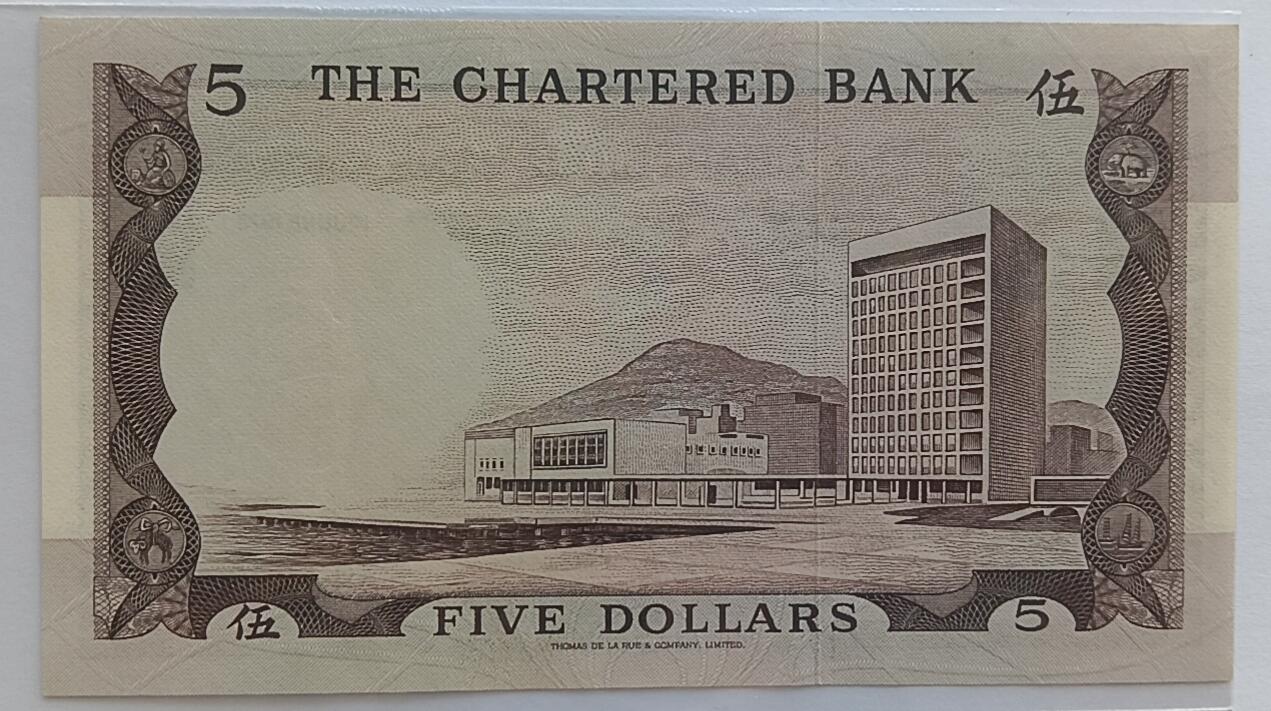 5 THE CHARTERED BANK 伍
伍 FIVE DOLLARS 5
THOMAS DE LA RUE & COMPANY, LIMITED.